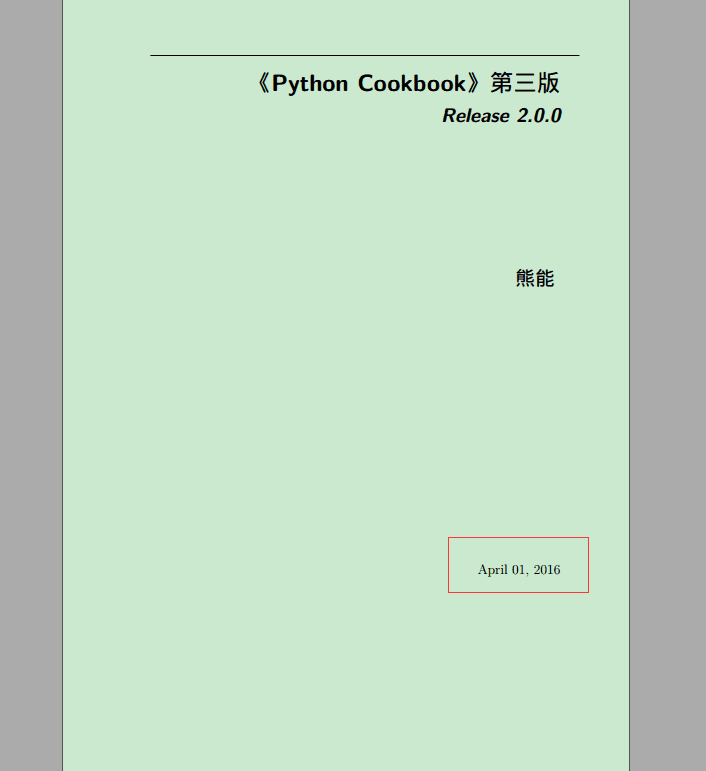 《Python Cookbook》第三版
Release 2.0.0
熊能
April 01, 2016